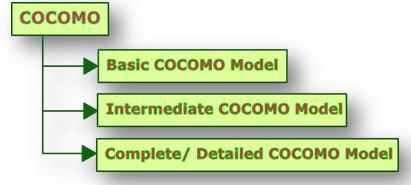 COCOMO
Basic COCOMO Model
Intermediate COCOMO Model
Complete/ Detailed COCOMO Model